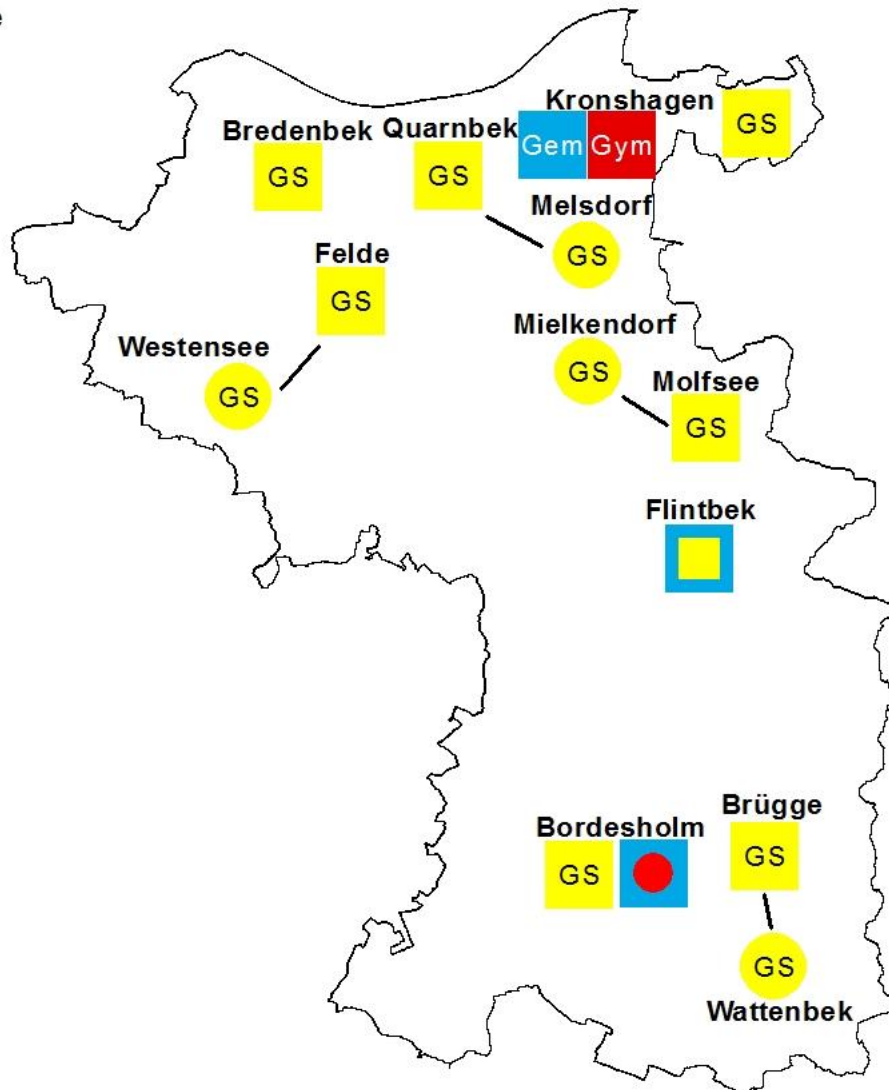 Kronshagen
GS
Gem Gym
Bredenbek
GS
Quarnbek
GS
Melsdorf
GS
Felde
GS
Westensee
GS
Mielkendorf
GS
Molfsee
GS
Flintbek
Bordesholm
GS
Brügge
GS
GS
Wattenbek